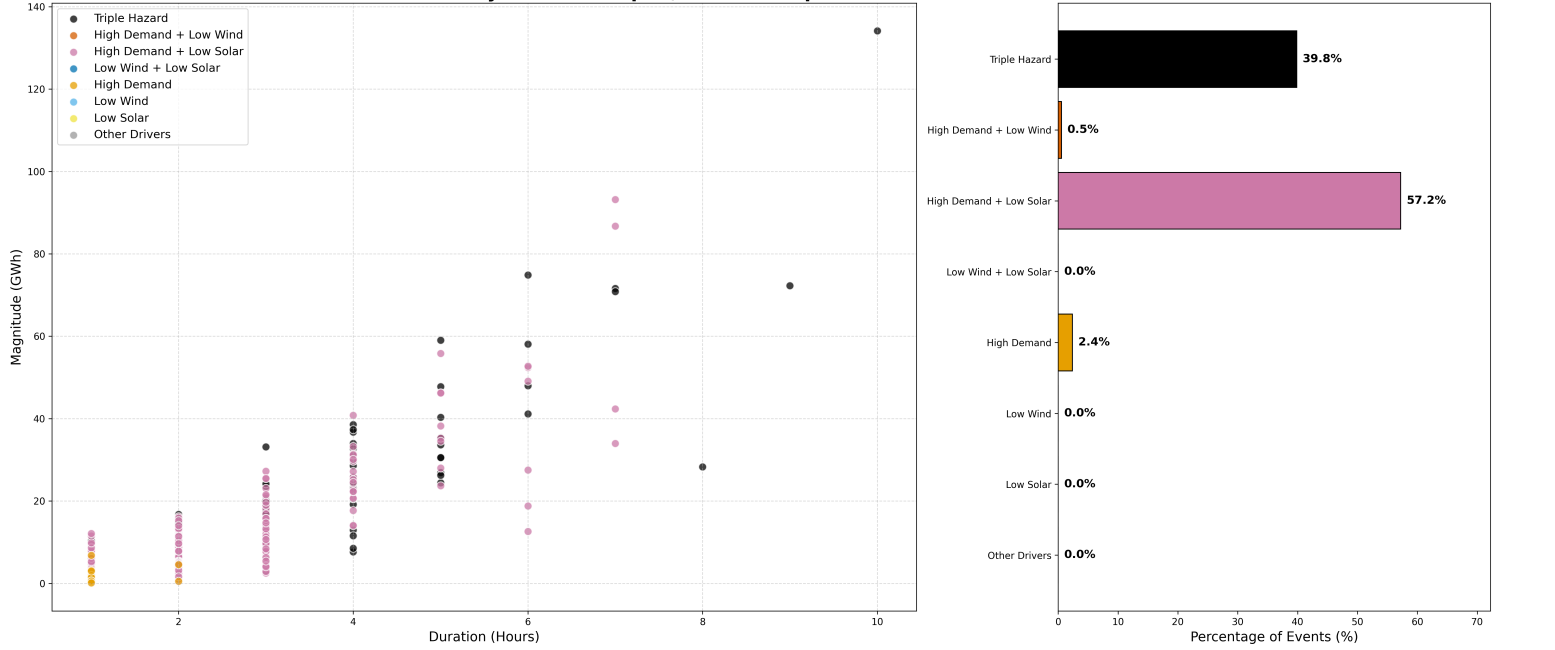 140
120
100
80
60
40
20
0
Magnitude (GWh)
Triple Hazard
High Demand + Low Wind
High Demand + Low Solar
Low Wind + Low Solar
High Demand
Low Wind
Low Solar
Other Drivers
2
4
6
8
10
Duration (Hours)
Triple Hazard
39.8%
High Demand + Low Wind
0.5%
High Demand + Low Solar
57.2%
Low Wind + Low Solar
0.0%
High Demand
2.4%
Low Wind
0.0%
Low Solar
0.0%
Other Drivers
0.0%
0
10
20
30
40
50
60
70
Percentage of Events (%)